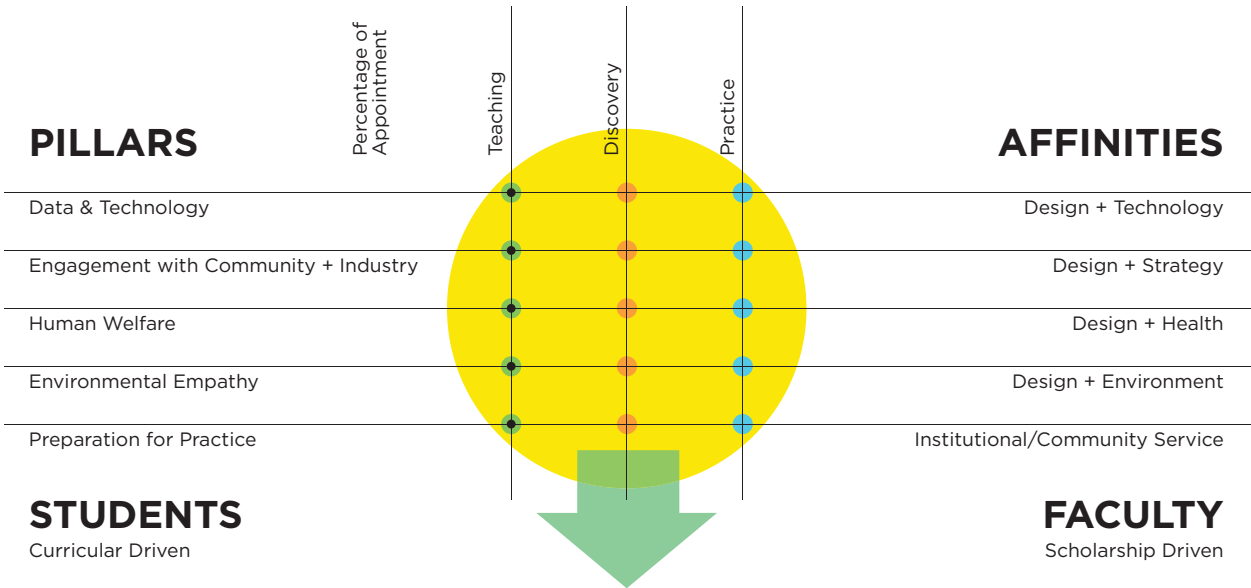 Percentage of
Appointment
Teaching
Discovery
Practice
PILLARS
AFFINITIES
Data & Technology
Design + Technology
Engagement with Community + Industry
Design + Strategy
Human Welfare
Design + Health
Environmental Empathy
Design + Environment
Preparation for Practice
Institutional/Community Service
STUDENTS
FACULTY
Curricular Driven
Scholarship Driven